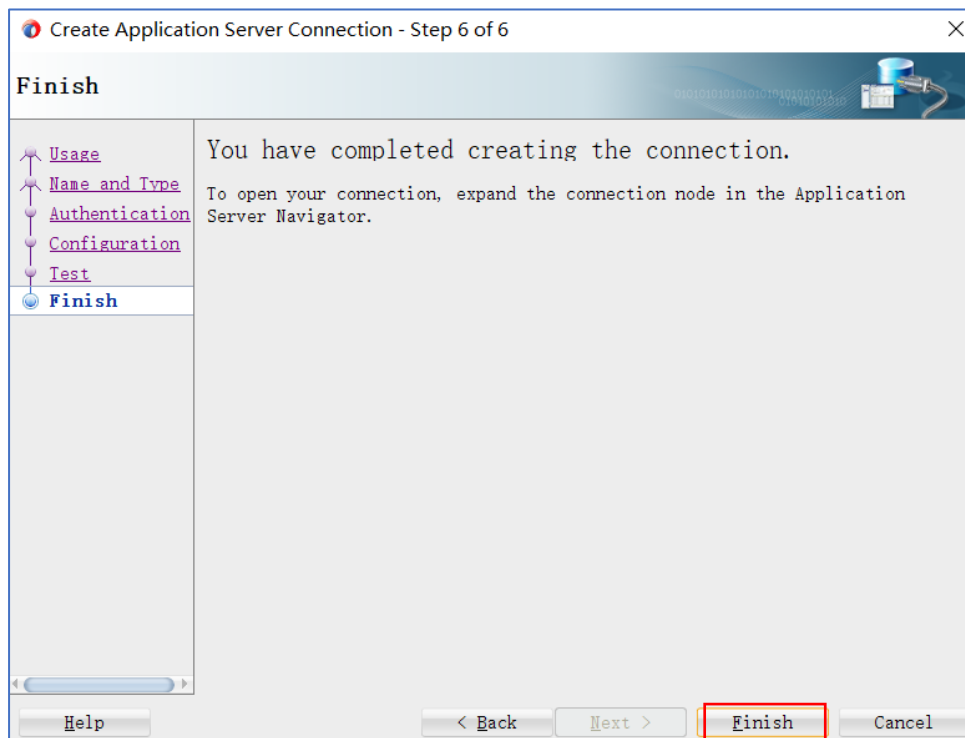 Create Application Server Connection - Step 6 of 6
Finish
Usage
Name and Type
Authentication
Configuration
Test
Finish
You have completed creating the connection.
To open your connection, expand the connection node in the Application
Server Navigator.
Help
< Back
Next >
Finish
Cancel